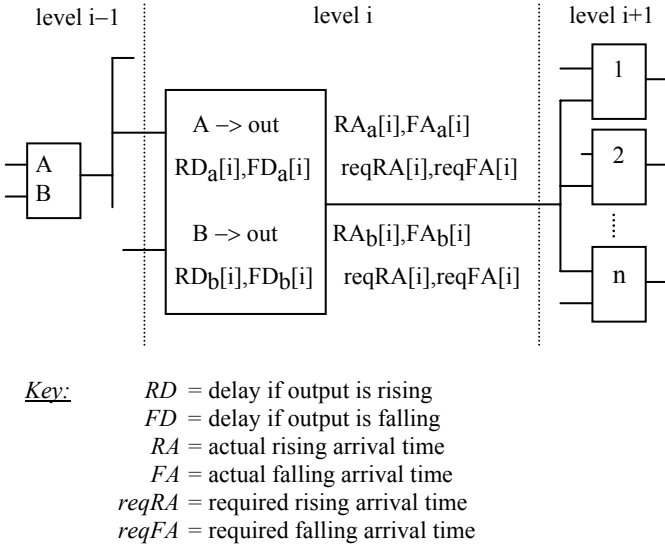 level i–1 level i level i+1
1
A –> out RAa[i],FAa[i]
A RDa[i],FDa[i] reqRA[i],reqFA[i] 2
B
B –> out RAb[i],FAb[i]
RDb[i],FDb[i] reqRA[i],reqFA[i] n
Key: RD = delay if output is rising
FD = delay if output is falling
RA = actual rising arrival time
FA = actual falling arrival time
reqRA = required rising arrival time
reqFA = required falling arrival time